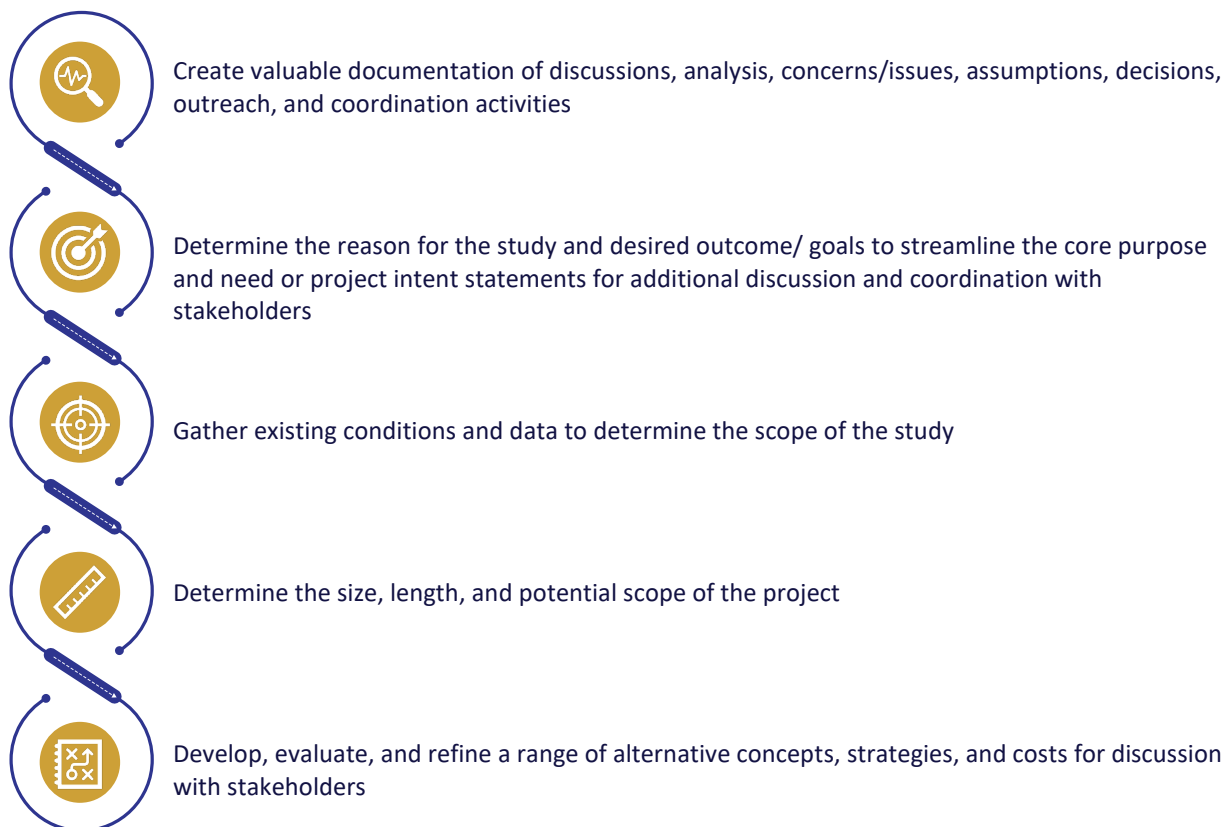 Create valuable documentation of discussions, analysis, concerns/issues, assumptions, decisions,
outreach, and coordination activities
Determine the reason for the study and desired outcome/ goals to streamline the core purpose
and need or project intent statements for additional discussion and coordination with
stakeholders
Gather existing conditions and data to determine the scope of the study
Determine the size, length, and potential scope of the project
Develop, evaluate, and refine a range of alternative concepts, strategies, and costs for discussion
with stakeholders